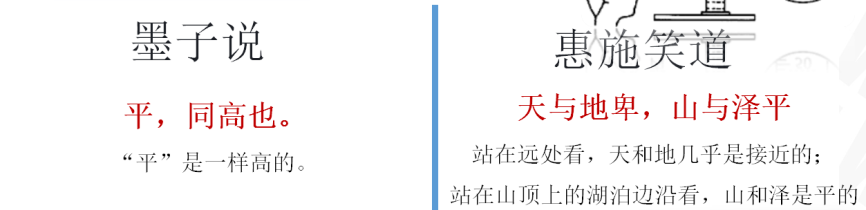 墨子说
平，同高也。
“平”是一样高的。
惠施笑道
天与地卑，山与泽平
站在远处看，天和地几乎是接近的；
站在山顶上的湖泊边沿看，山和泽是平的